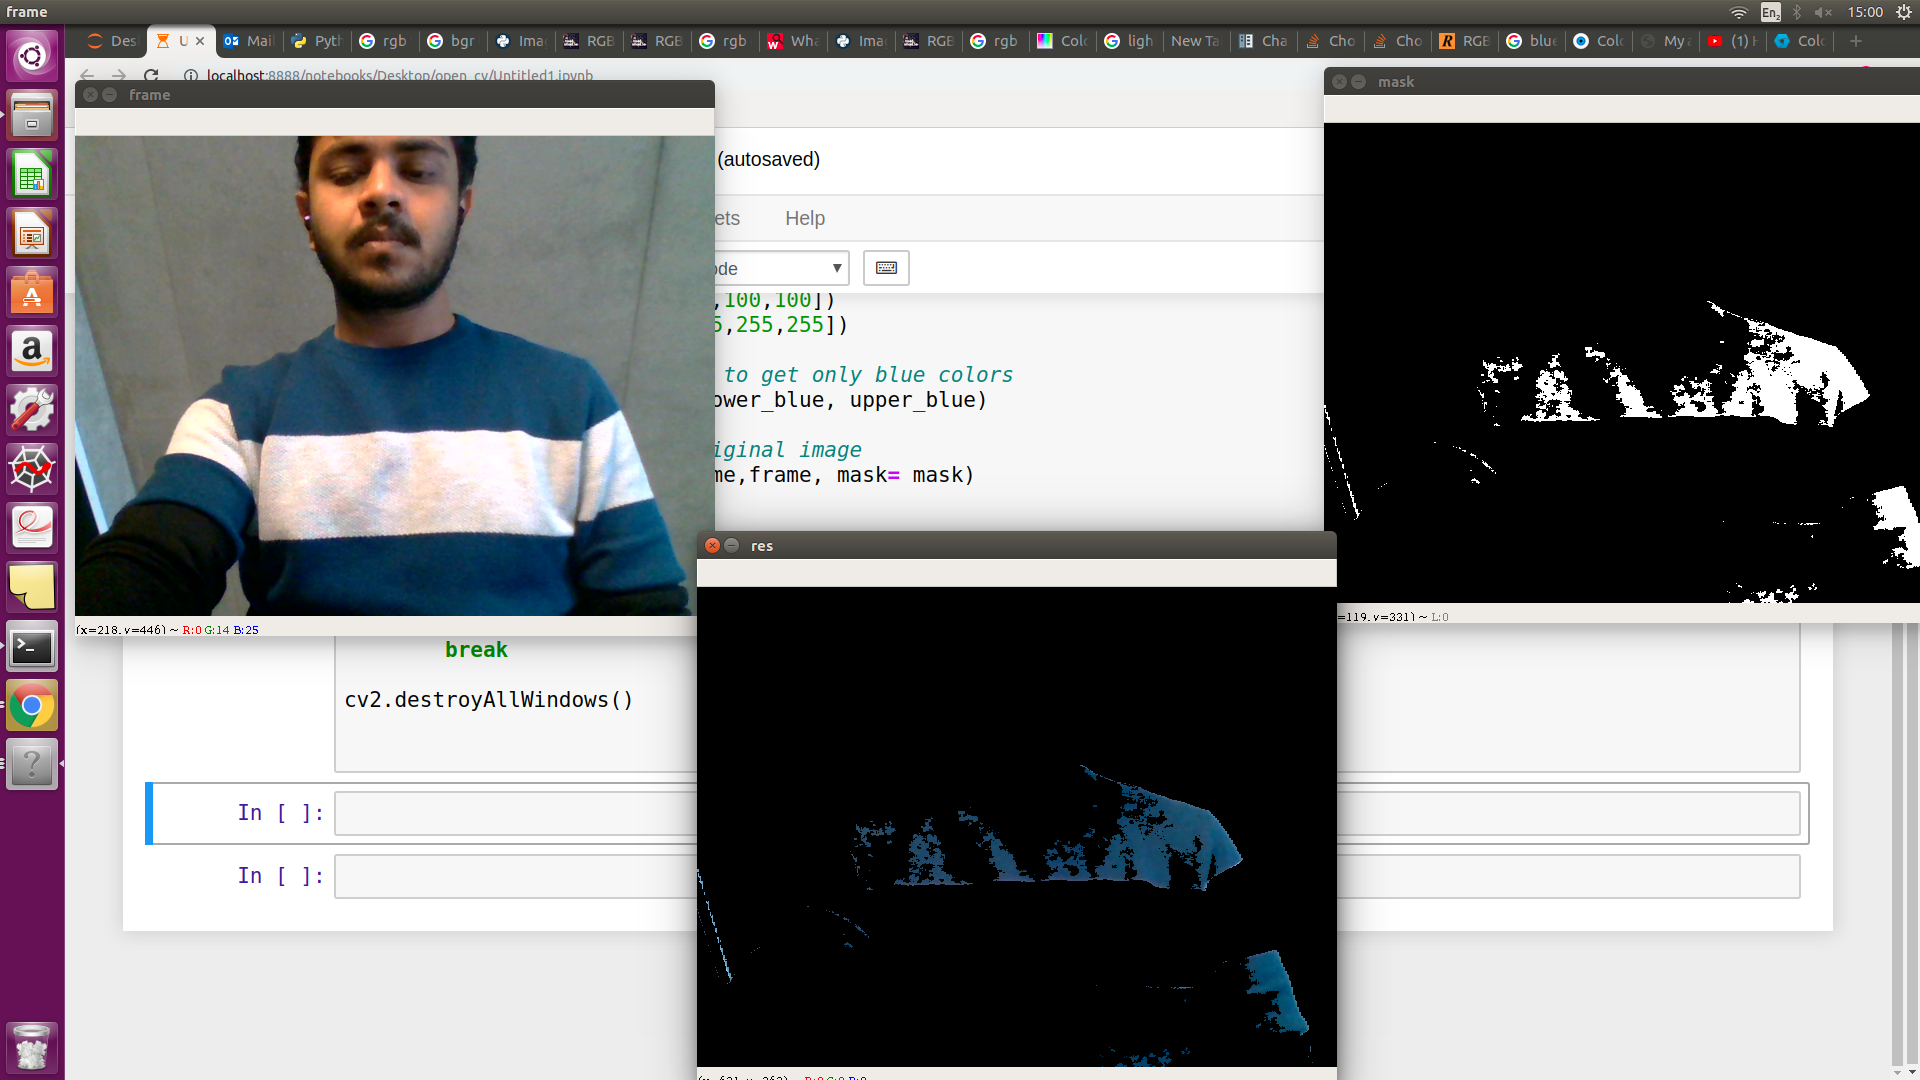 frame
En2
15:00
Des
U
Mail
Pyth
rgb
bgr
Ima
RGB
RGB
rgb
Wha
Ima
RGB
rgb
Colo
ligh
New Ta
Cha
Cho
Cho
RGB
blue
Colo
My a
(1) H
Colo
localhost:8888/notebooks/Desktop/open_cv/Untitled1.ipynb
frame
mask
(autosaved)
ets Help
ode
,100,100])
5,255,255])
to get only blue colors
ower_blue, upper_blue)
iginal image
me,frame, mask= mask)
res
(x=218, y=446) ~ R:0 G:14 B:25
=119, y=331) ~ L:0
break
cv2.destroyAllWindows()
In [ ]:
In [ ]: